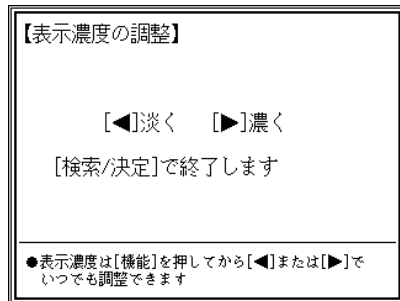 【表示濃度の調整】
[◀]淡く [▶]濃く
[検索/決定]で終了します
●表示濃度は[機能]を押してから[◀]または[▶]で
いつでも調整できます